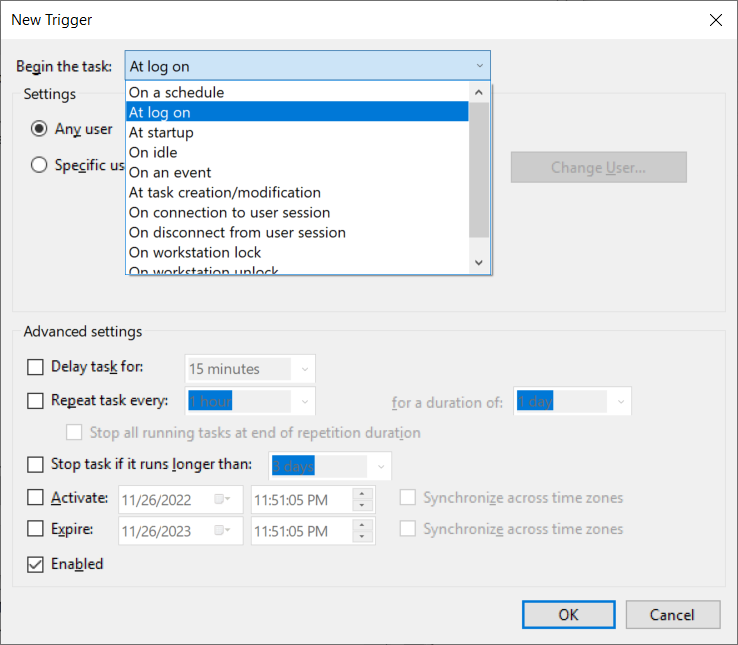 New Trigger
Begin the task: At log on
Settings
On a schedule
At log on
Any user
At startup
On idle
Specific us
On an event
Change User...
At task creation/modification
On connection to user session
On disconnect from user session
On workstation lock
On workstation unlock
Advanced settings
Delay task for: 15 minutes
Repeat task every: 1 hour for a duration of: 1 day
Stop all running tasks at end of repetition duration
Stop task if it runs longer than: 3 days
Activate: 11/26/2022 11:51:05 PM Synchronize across time zones
Expire: 11/26/2023 11:51:05 PM Synchronize across time zones
Enabled
OK Cancel